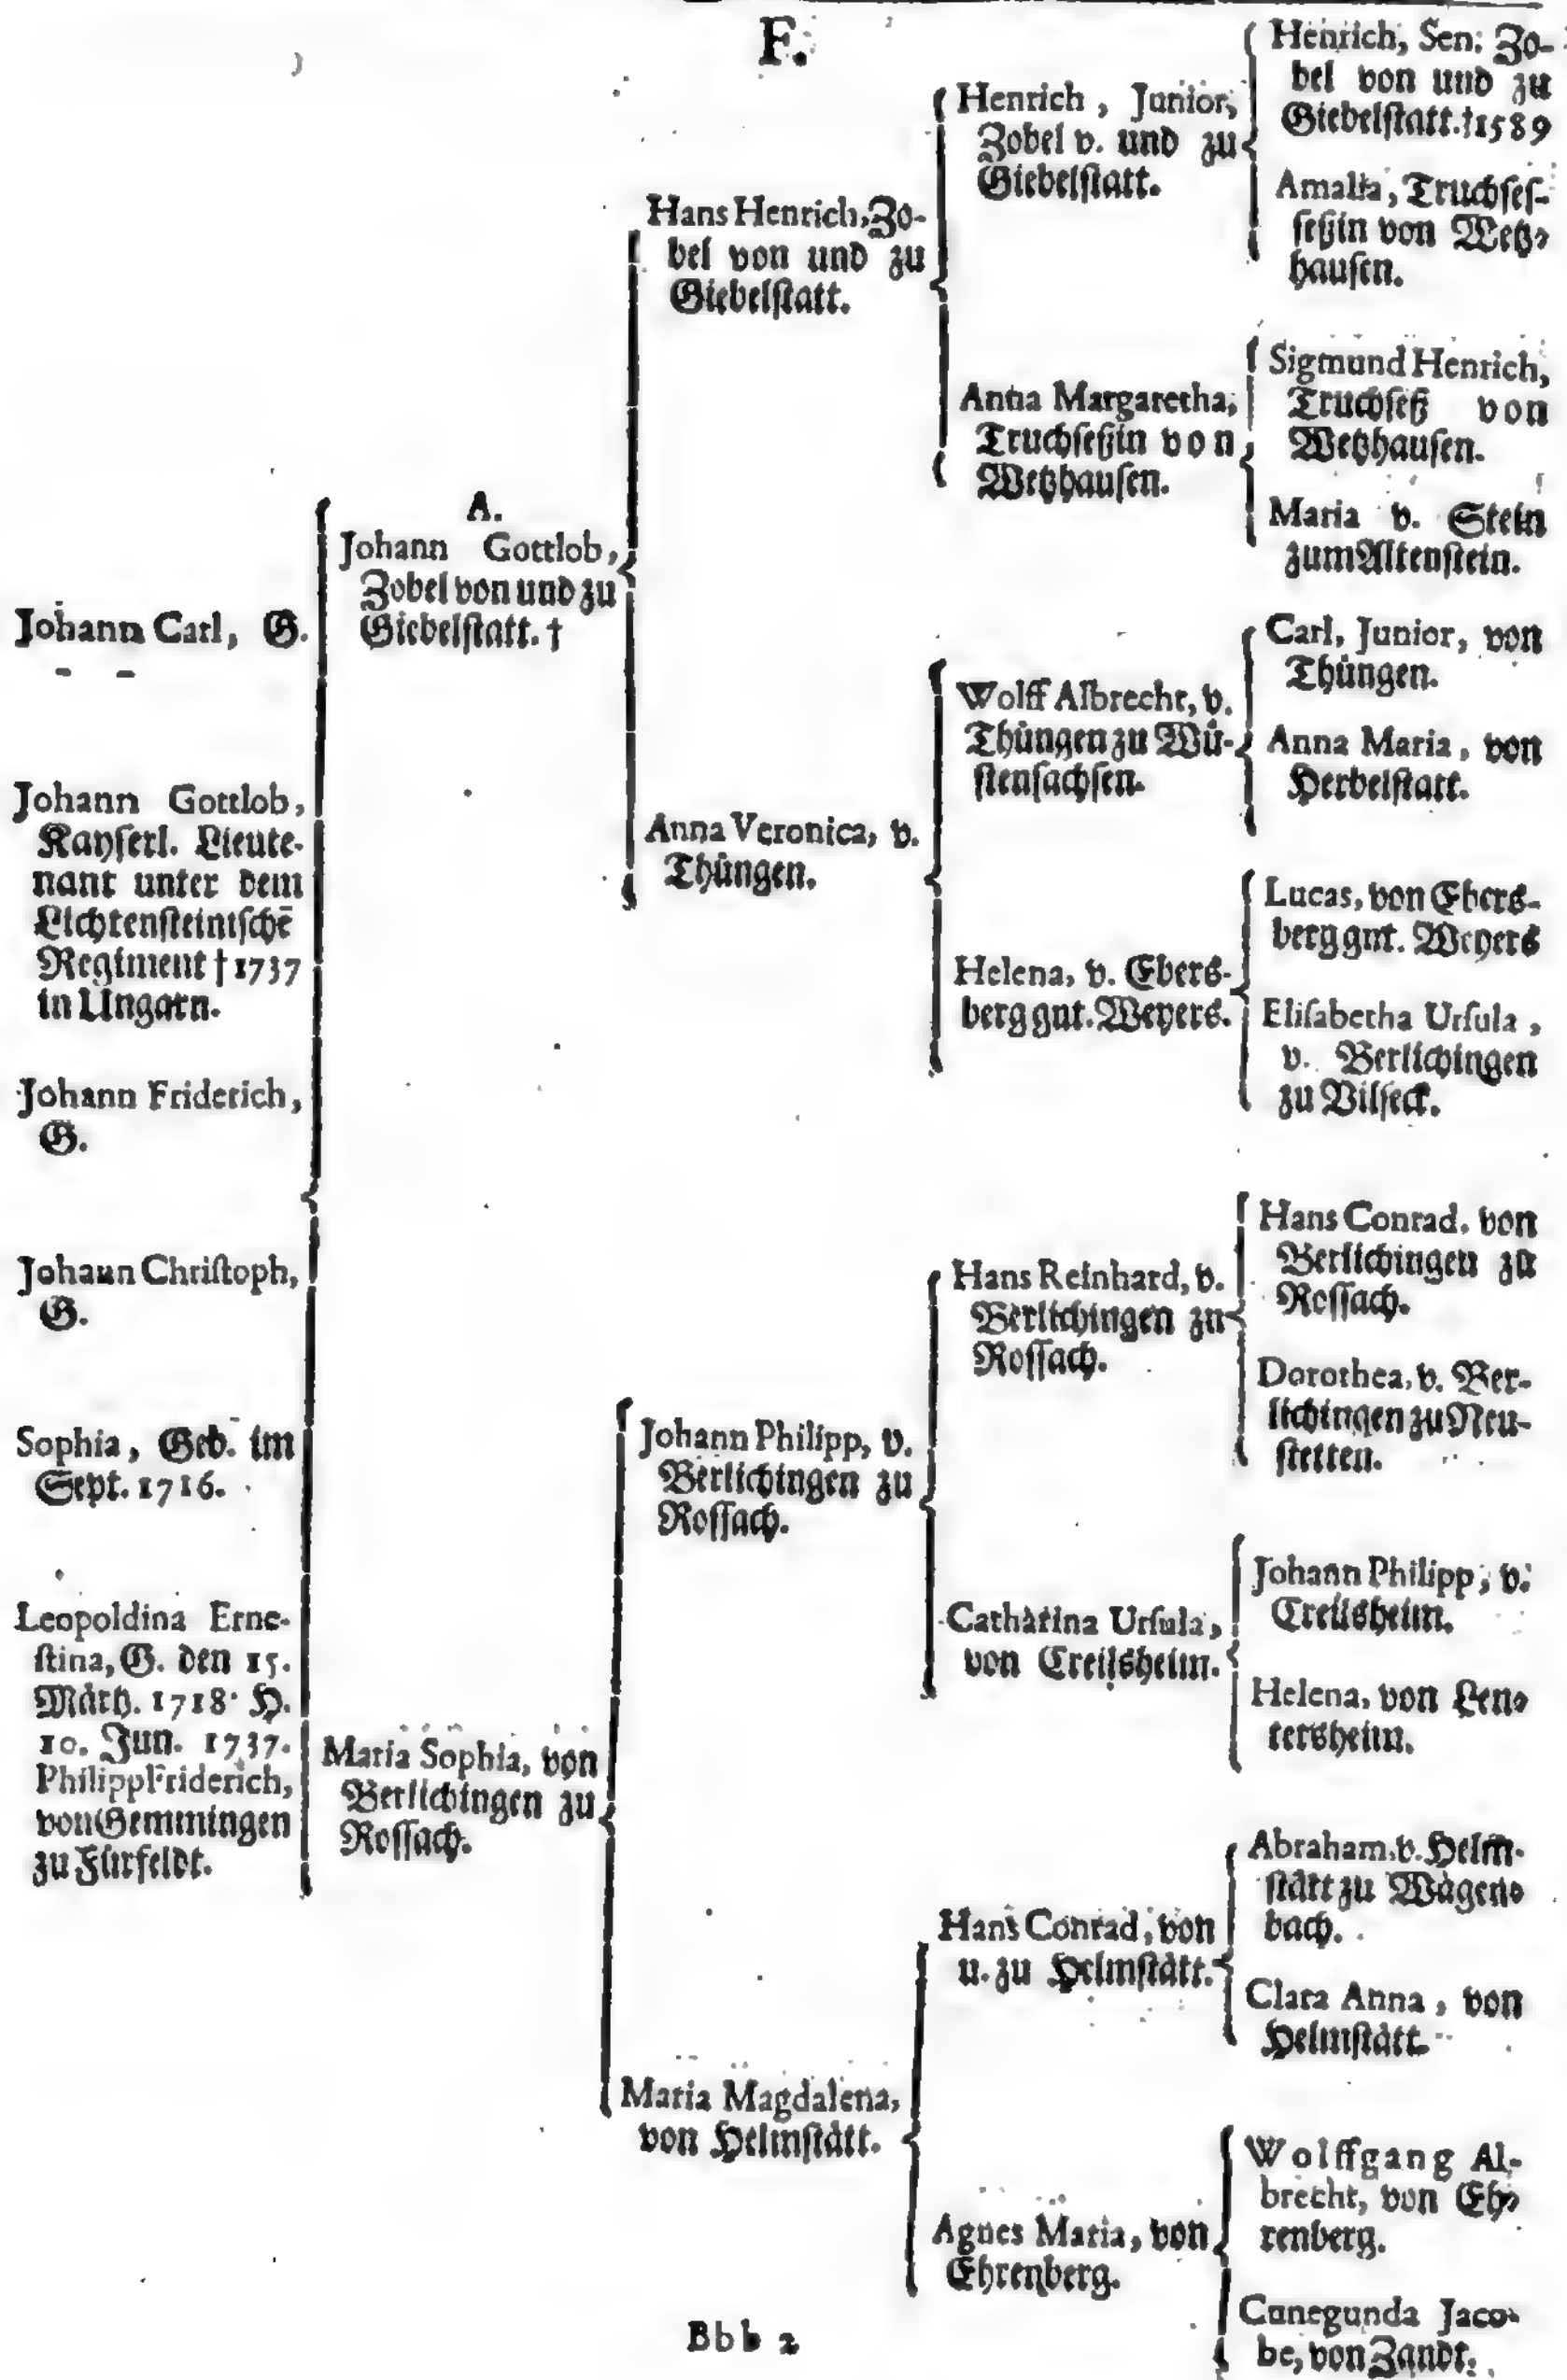 F.
Johann Carl, G.
- -
Johann Gottlob,
Kayserl. Lieute-
nant unter dem
Lichtensteinische
Regiment † 1737
in Ungarn.
Johann Friderich,
G.
Johann Chriſtoph,
G.
Sophia, Geb. im
Sept. 1716.
Leopoldina Erne-
ſtina, G. den 15.
Märtz. 1718. H.
10. Jun. 1737.
Philipp Friderich,
von Gemmingen
zu Fürfeldt.
A.
Johann Gottlob,
Zobel von und zu
Giebelſtatt. †
Maria Sophia, von
Berlichingen zu
Roſſach.
Hans Henrich, Zo-
bel von und zu
Giebelſtatt.
Anna Veronica, v.
Thüngen.
Johann Philipp, v.
Berlichingen zu
Roſſach.
Maria Magdalena,
von Helmſtätt.
Henrich, Junior,
Zobel v. und zu
Giebelſtatt.
Anna Margaretha,
Truchſeßin von
Wetzhauſen.
Wolff Albrecht, v.
Thüngen zu Wü-
ſtenſachſen.
Helena, v. Ebers-
berg gnt. Weyers.
Hans Reinhard, v.
Berlichingen zu
Roſſach.
Catharina Urſula,
von Creilsheim.
Hans Conrad, von
u. zu Helmſtätt.
Agnes Maria, von
Ehrenberg.
Henrich, Sen. Zo-
bel von und zu
Giebelſtatt. † 1589
Amalia, Truchſeſ-
ſeßin von Wetz-
hauſen.
Sigmund Henrich,
Truchſeß von
Wetzhauſen.
Maria v. Stein
zum Altenſtein.
Carl, Junior, von
Thüngen.
Anna Maria, von
Herbelſtatt.
Lucas, von Ebers-
berg gnt. Weyers
Eliſabetha Urſula,
v. Berlichingen
zu Vilſeck.
Hans Conrad, von
Berlichingen zu
Roſſach.
Dorothea, v. Ber-
lichingen zu Neu-
ſtetten.
Johann Philipp, v.
Creilsheim.
Helena, von Len-
tersheim.
Abraham, v. Helm-
ſtätt zu Wagen-
bach.
Clara Anna, von
Helmſtätt.
Wolffgang Al-
brecht, von Eh-
renberg.
Cunegunda Jaco-
be, von Zandt.
Bbb 2